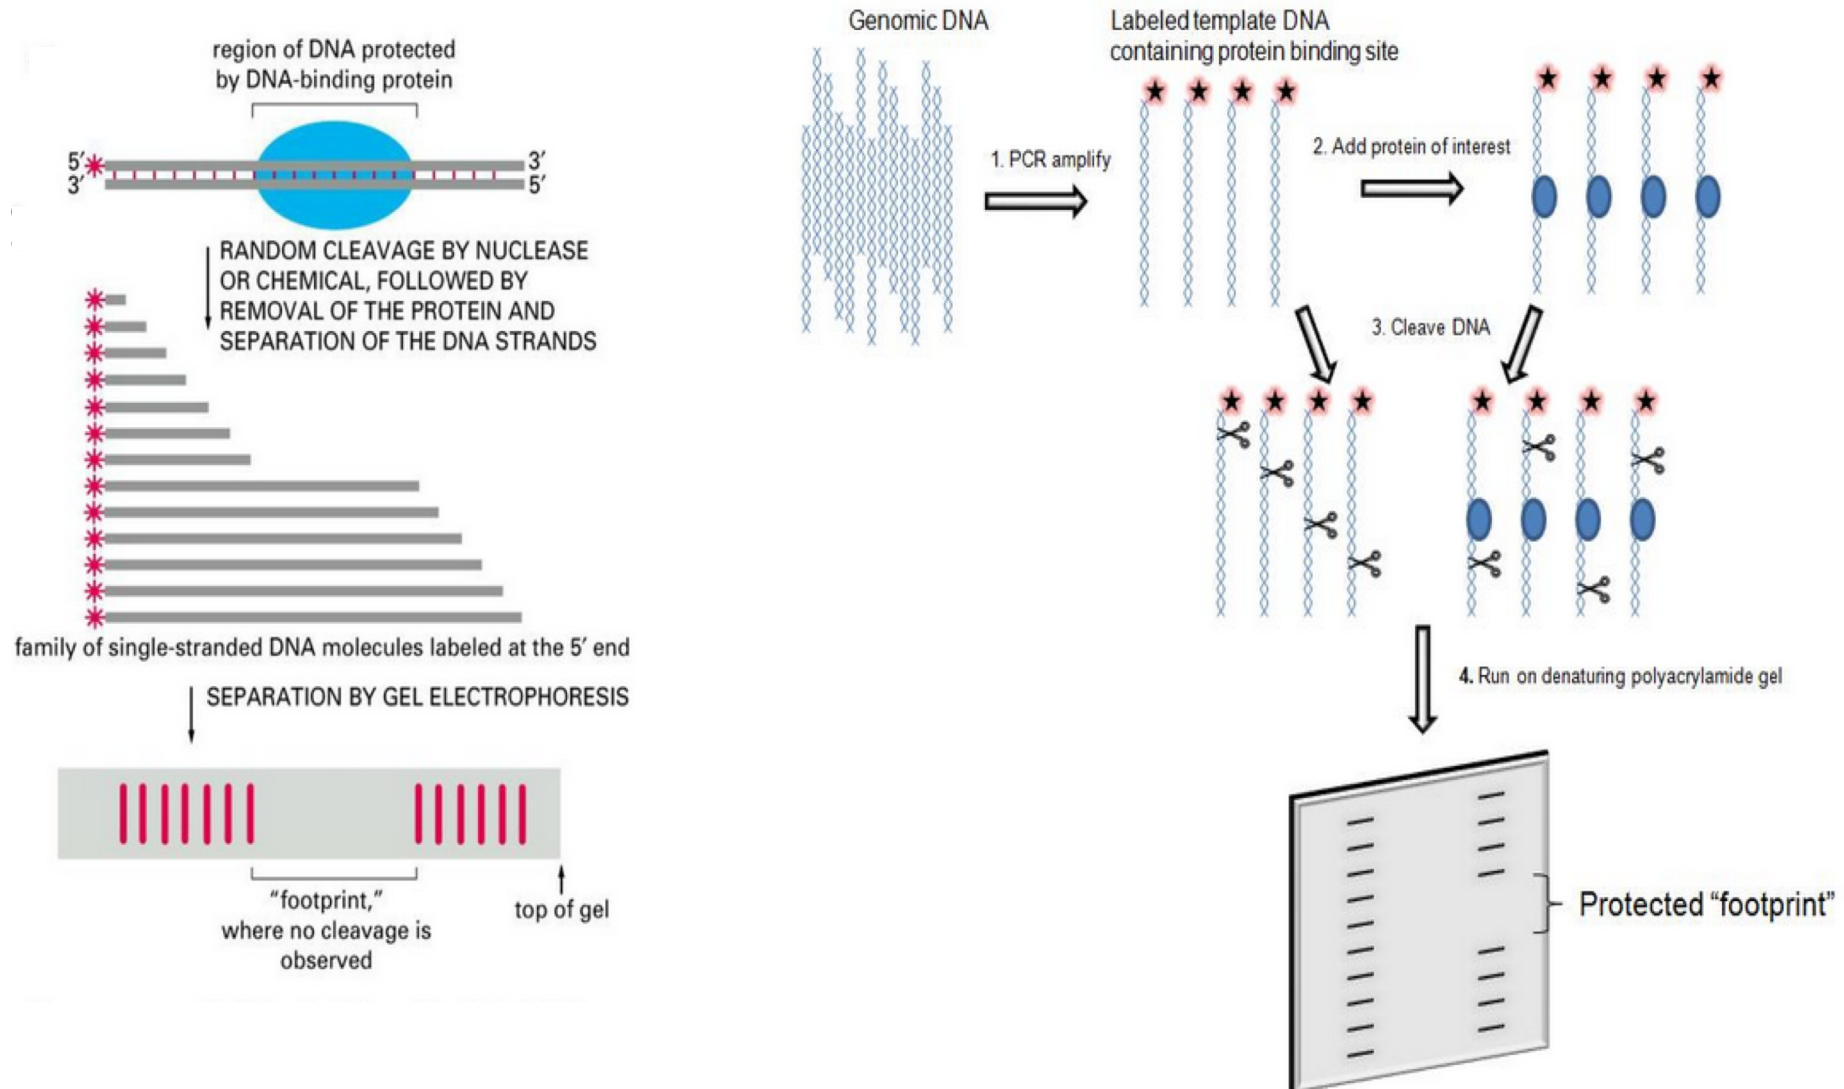 region of DNA protected
by DNA-binding protein
5′
3′
3′
5′
RANDOM CLEAVAGE BY NUCLEASE
OR CHEMICAL, FOLLOWED BY
REMOVAL OF THE PROTEIN AND
SEPARATION OF THE DNA STRANDS
family of single-stranded DNA molecules labeled at the 5′ end
SEPARATION BY GEL ELECTROPHORESIS
“footprint,”
where no cleavage is
observed
top of gel
Genomic DNA
Labeled template DNA
containing protein binding site
1. PCR amplify
2. Add protein of interest
3. Cleave DNA
4. Run on denaturing polyacrylamide gel
Protected “footprint”